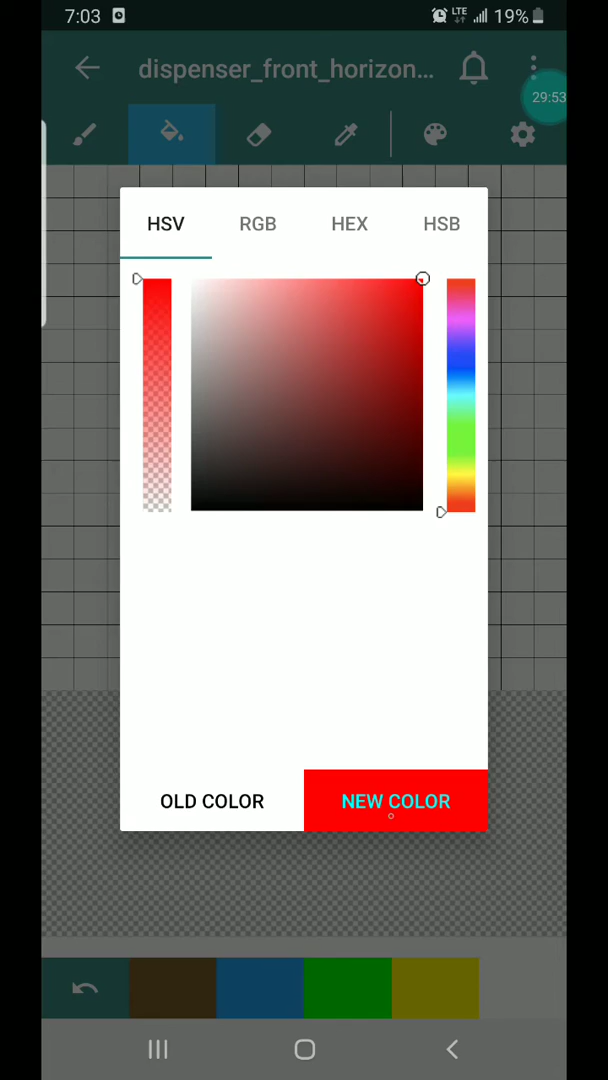 7:03
LTE
19%
dispenser_front_horizon...
29:53
HSV RGB HEX HSB
OLD COLOR NEW COLOR